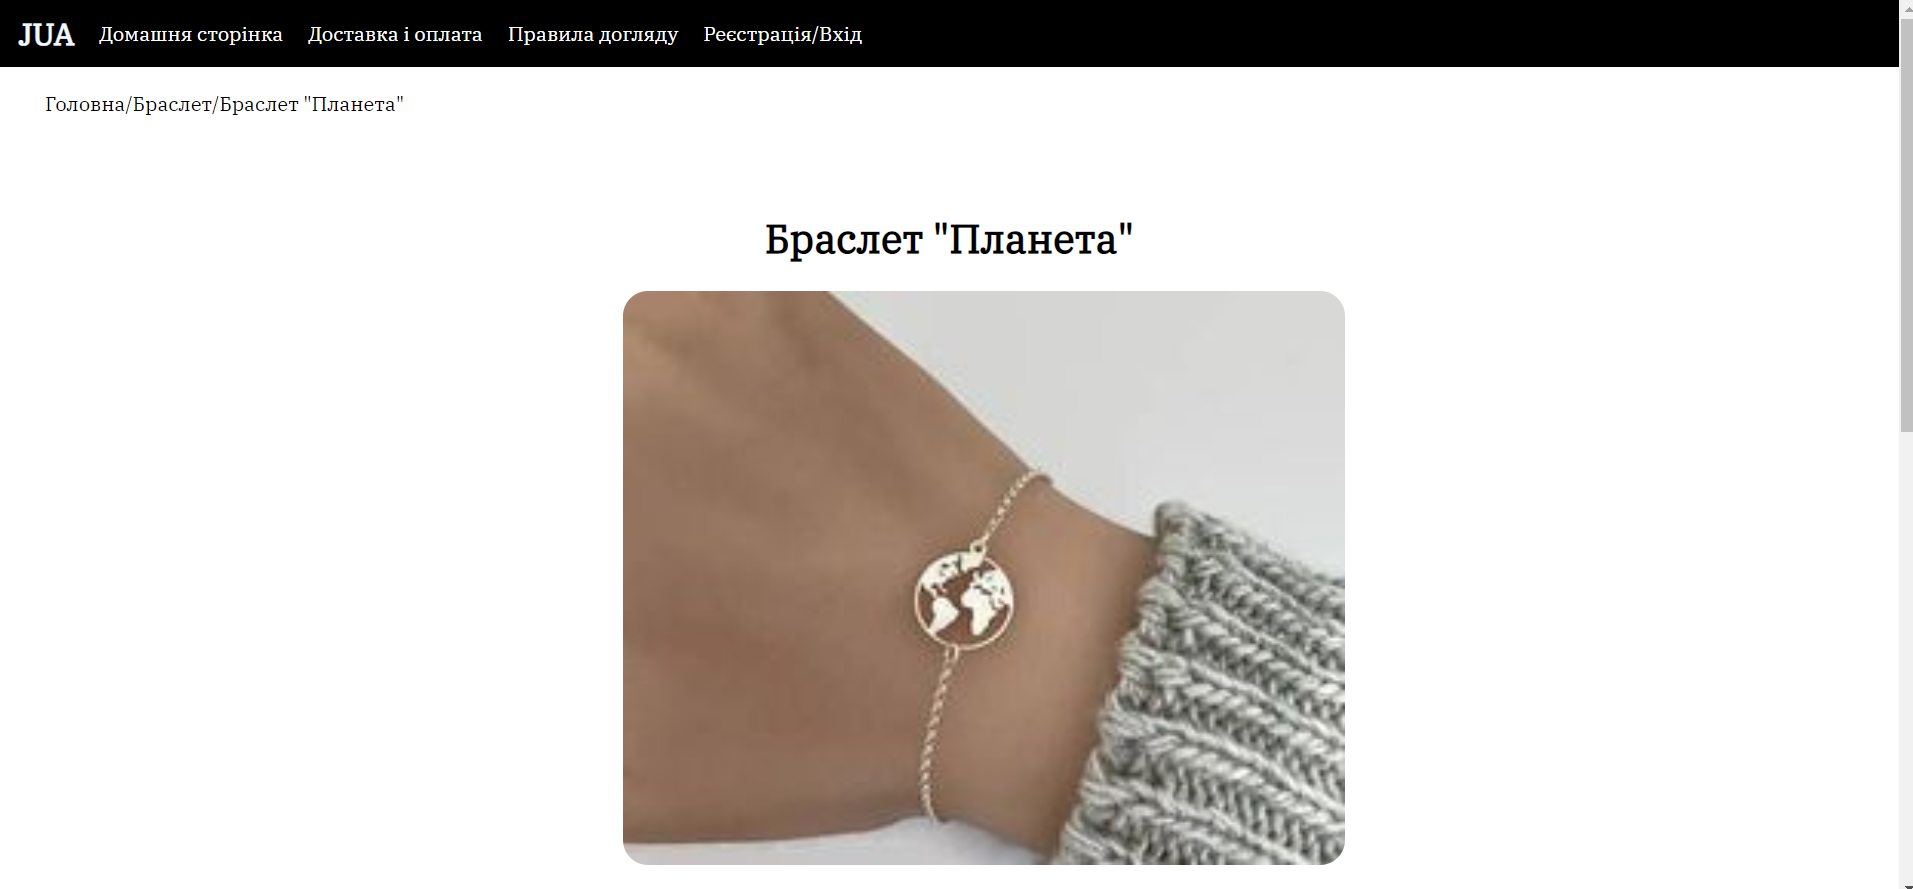 JUA Домашня сторінка Доставка і оплата Правила догляду Реєстрація/Вхід
Головна/Браслет/Браслет "Планета"
Браслет "Планета"